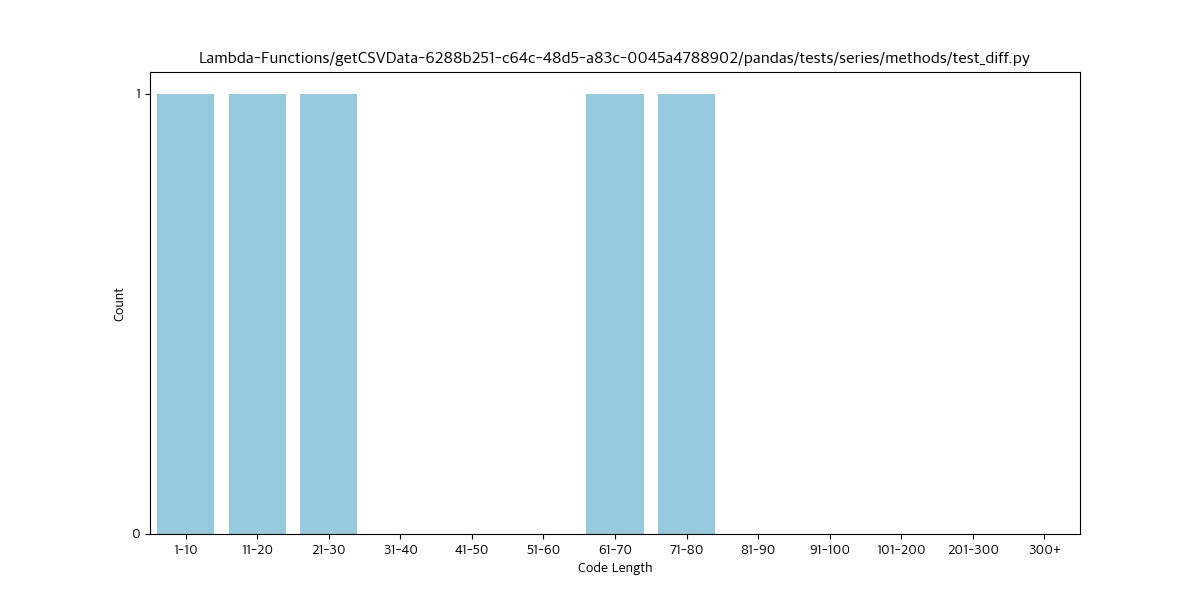 Lambda-Functions/getCSVData-6288b251-c64c-48d5-a83c-0045a4788902/pandas/tests/series/methods/test_diff.py
1
Count
0
1-10 11-20 21-30 31-40 41-50 51-60 61-70 71-80 81-90 91-100 101-200 201-300 300+
Code Length